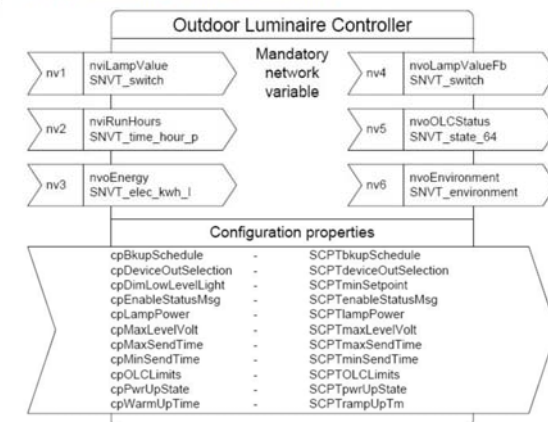 Outdoor Luminaire Controller
Mandatory
network
variable
nv1
nviLampValue
SNVT_switch
nv4
nvoLampValueFb
SNVT_switch
nv2
nviRunHours
SNVT_time_hour_p
nv5
nvoOLCStatus
SNVT_state_64
nv3
nvoEnergy
SNVT_elec_kwh_l
nv6
nvoEnvironment
SNVT_environment
Configuration properties
cpBkupSchedule - SCPTbkupSchedule
cpDeviceOutSelection - SCPTdeviceOutSelection
cpDimLowLevelLight - SCPTminSetpoint
cpEnableStatusMsg - SCPTenableStatusMsg
cpLampPower - SCPTlampPower
cpMaxLevelVolt - SCPTmaxLevelVolt
cpMaxSendTime - SCPTmaxSendTime
cpMinSendTime - SCPTminSendTime
cpOLCLimits - SCPTOLCLimits
cpPwrUpState - SCPTpwrUpState
cpWarmUpTime - SCPTrampUpTm